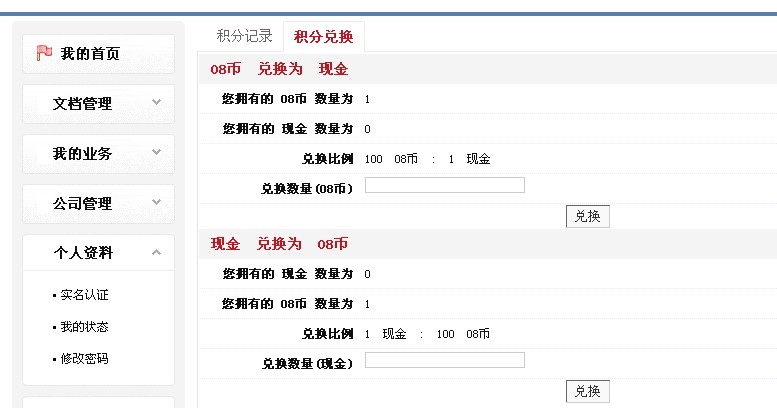 我的首页
文档管理
我的业务
公司管理
个人资料
实名认证
我的状态
修改密码
积分记录 积分兑换
08币 兑换为 现金
您拥有的 08币 数量为 1
您拥有的 现金 数量为 0
兑换比例 100 08币 : 1 现金
兑换数量(08币)
兑换
现金 兑换为 08币
您拥有的 现金 数量为 0
您拥有的 08币 数量为 1
兑换比例 1 现金 : 100 08币
兑换数量(现金)
兑换